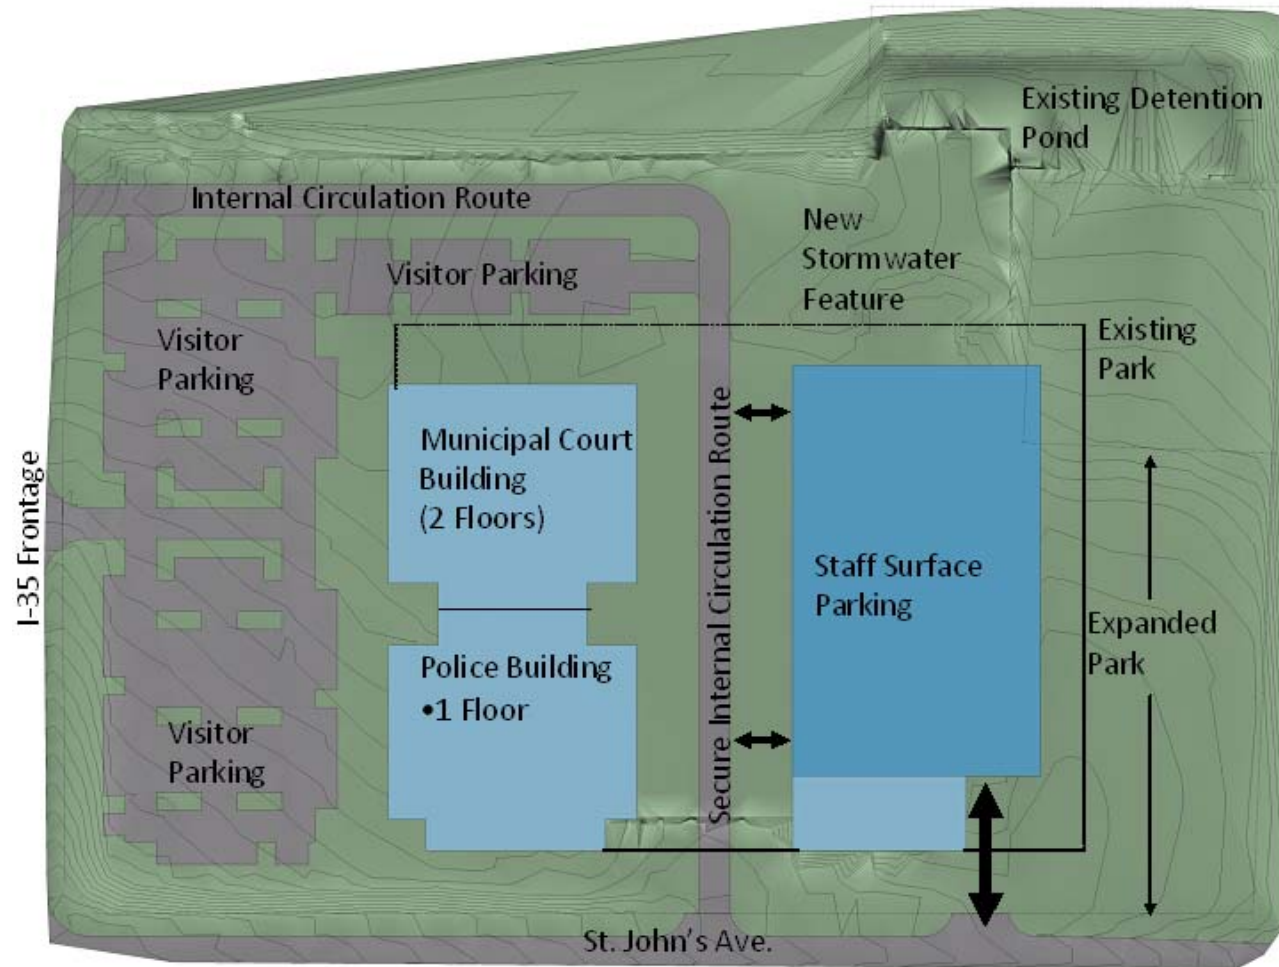 Existing Detention
Pond
Internal Circulation Route
New
Stormwater
Feature
Visitor Parking
Visitor
Parking
Existing
Park
Municipal Court
Building
(2 Floors)
I-35 Frontage
Secure Internal Circulation Route
Staff Surface
Parking
Expanded
Park
Police Building
•1 Floor
Visitor
Parking
St. John's Ave.